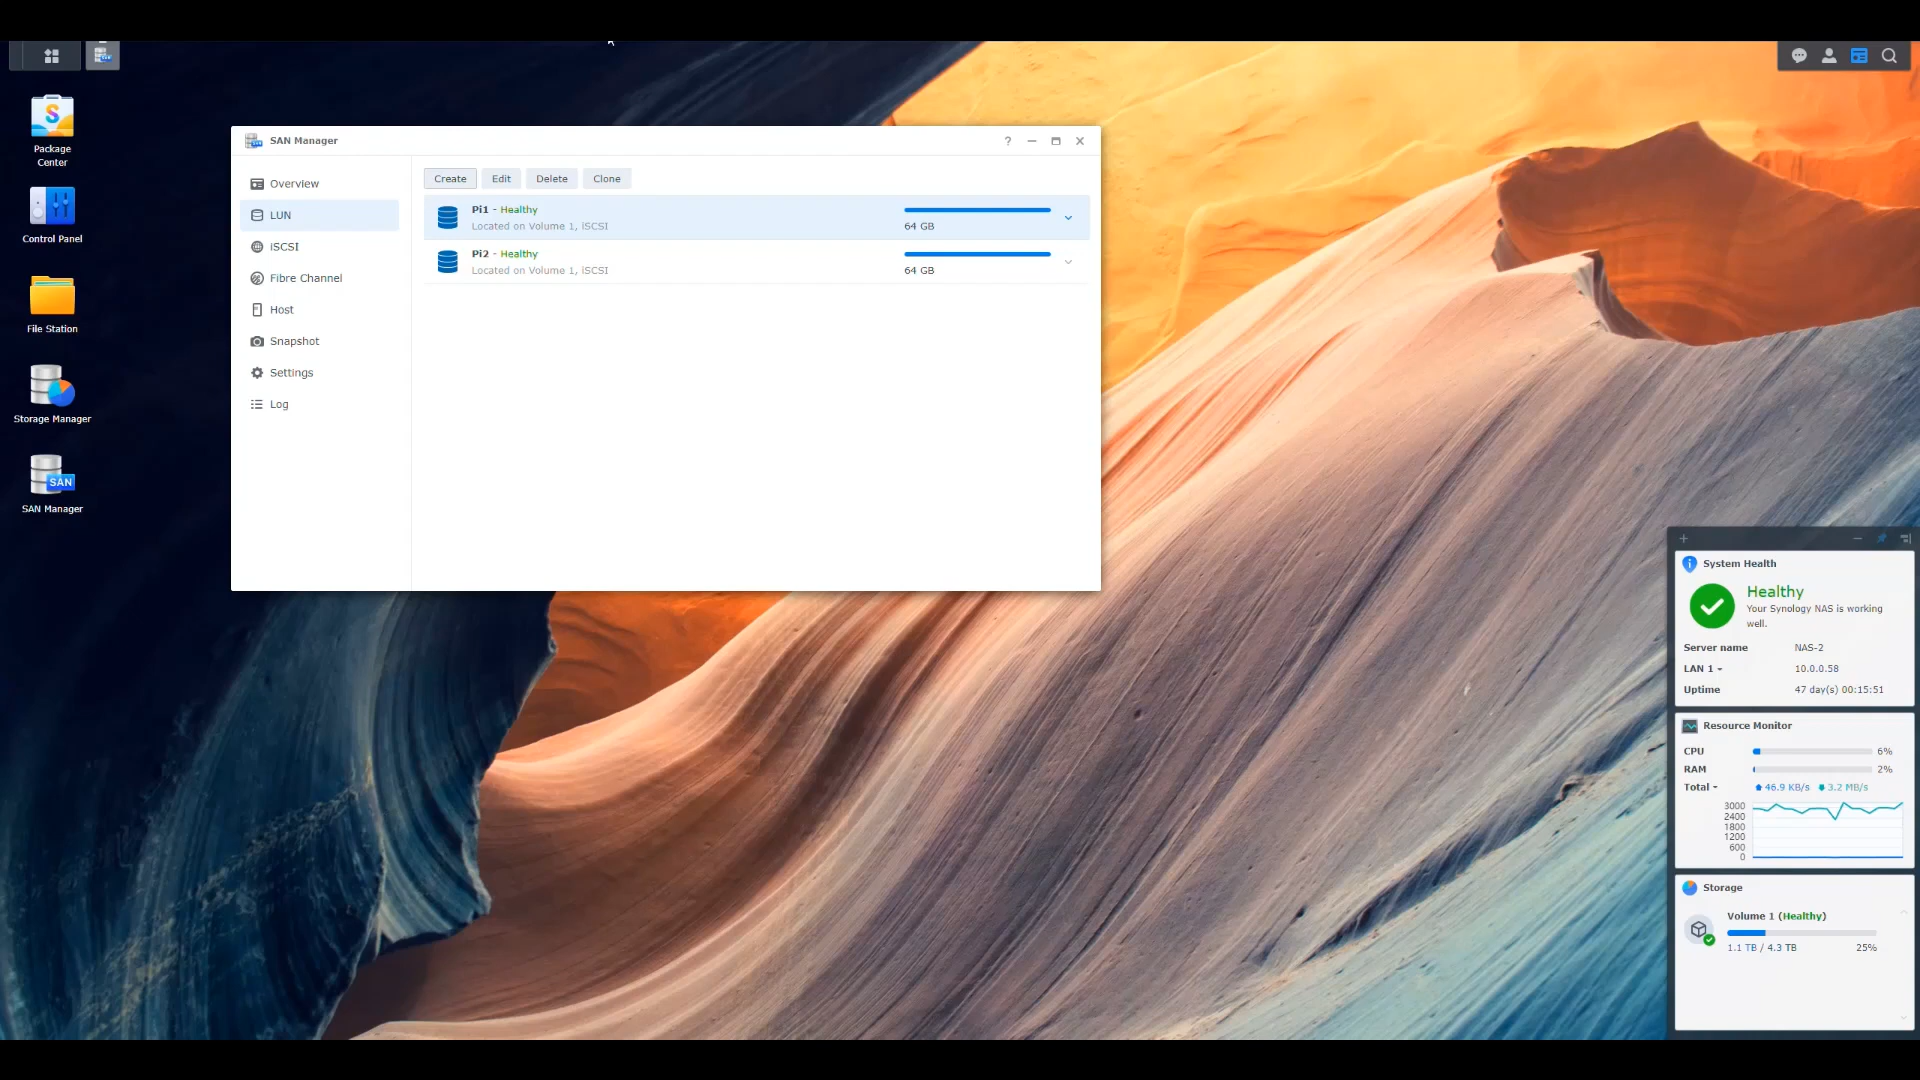 SAN Manager
?
Overview
LUN
iSCSI
Fibre Channel
Host
Snapshot
Settings
Log
Create
Edit
Delete
Clone
Pi1 - Healthy
Located on Volume 1, iSCSI
64 GB
Pi2 - Healthy
Located on Volume 1, iSCSI
64 GB
S
Package
Center
Control Panel
File Station
Storage Manager
SAN
SAN Manager
System Health
Healthy
Your Synology NAS is working
well.
Server name NAS-2
LAN 1 10.0.0.58
Uptime 47 day(s) 00:15:51
Resource Monitor
CPU 6%
RAM 2%
Total 46.9 KB/s 3.2 MB/s
3000
2400
1800
1200
600
0
Storage
Volume 1 (Healthy)
1.1 TB / 4.3 TB 25%